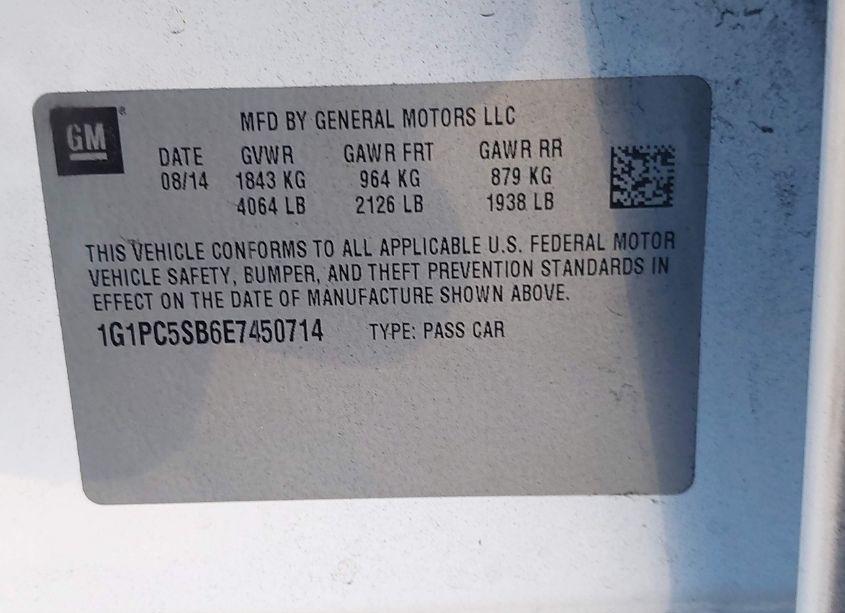 GM®
MFD BY GENERAL MOTORS LLC
DATE GVWR GAWR FRT GAWR RR
08/14 1843 KG 964 KG 879 KG
4064 LB 2126 LB 1938 LB
THIS VEHICLE CONFORMS TO ALL APPLICABLE U.S. FEDERAL MOTOR
VEHICLE SAFETY, BUMPER, AND THEFT PREVENTION STANDARDS IN
EFFECT ON THE DATE OF MANUFACTURE SHOWN ABOVE.
1G1PC5SB6E7450714 TYPE: PASS CAR